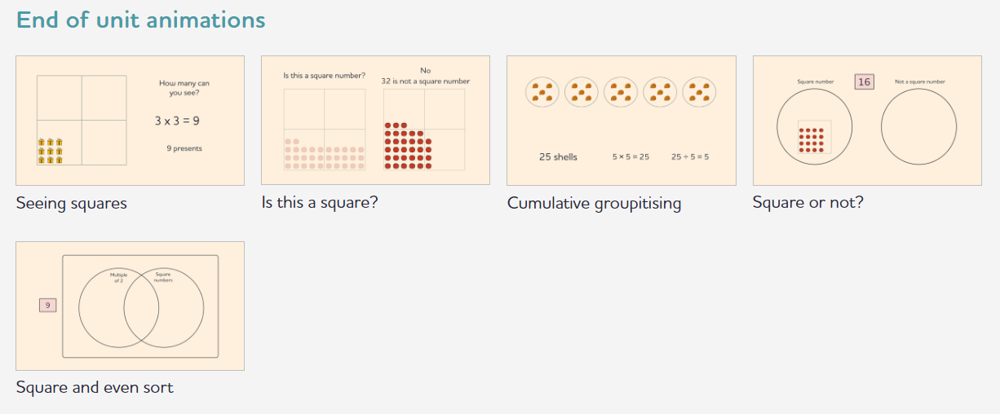 End of unit animations
How many can
you see?
3 x 3 = 9
9 presents
Seeing squares
Is this a square number?
No
32 is not a square number
Is this a square?
25 shells
5 × 5 = 25
25 ÷ 5 = 5
Cumulative groupitising
Square number
16
Not a square number
Square or not?
9
Multiple
of 2
Square
numbers
Square and even sort